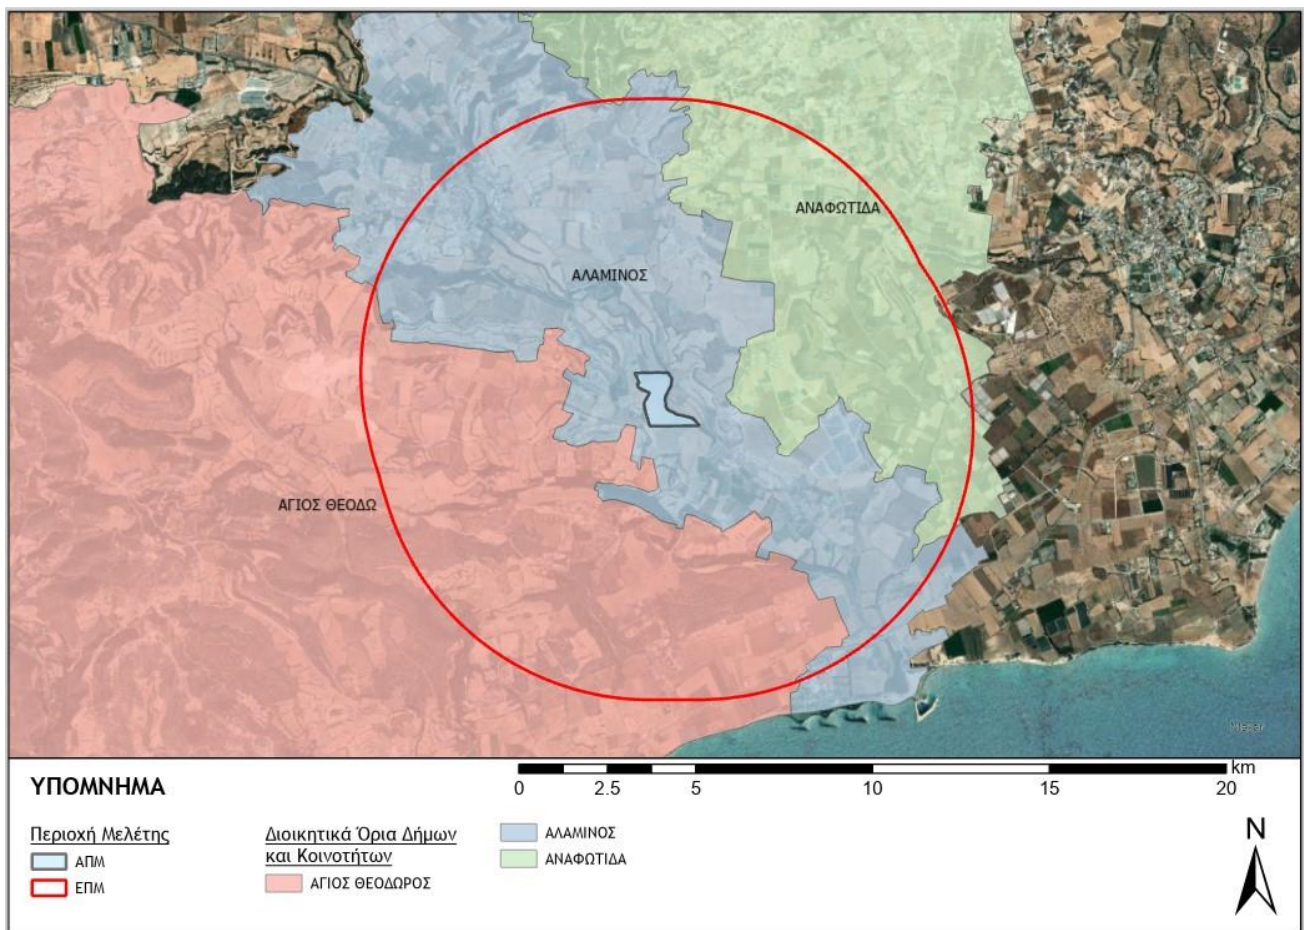 ΑΝΑΦΩΤΙΔΑ
ΑΛΑΜΙΝΟΣ
ΑΓΙΟΣ ΘΕΟΔΩ
Maxar
ΥΠΟΜΝΗΜΑ
km
0 2.5 5 10 15 20
Περιοχή Μελέτης
ΑΠΜ
ΕΠΜ
Διοικητικά Όρια Δήμων
και Κοινοτήτων
ΑΓΙΟΣ ΘΕΟΔΩΡΟΣ
ΑΛΑΜΙΝΟΣ
ΑΝΑΦΩΤΙΔΑ
N